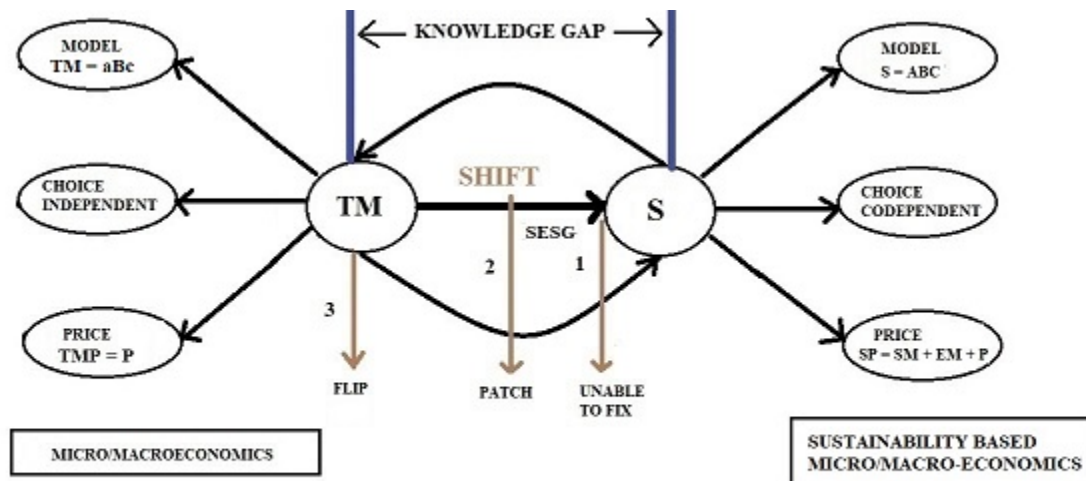 KNOWLEDGE GAP
MODEL
TM = aBc
MODEL
S = ABC
SHIFT
CHOICE
INDEPENDENT
TM
S
CHOICE
CODEPENDENT
SESG
2
1
3
PRICE
TMP = P
PRICE
SP = SM + EM + P
FLIP
PATCH
UNABLE
TO FIX
MICRO/MACROECONOMICS
SUSTAINABILITY BASED
MICRO/MACRO-ECONOMICS